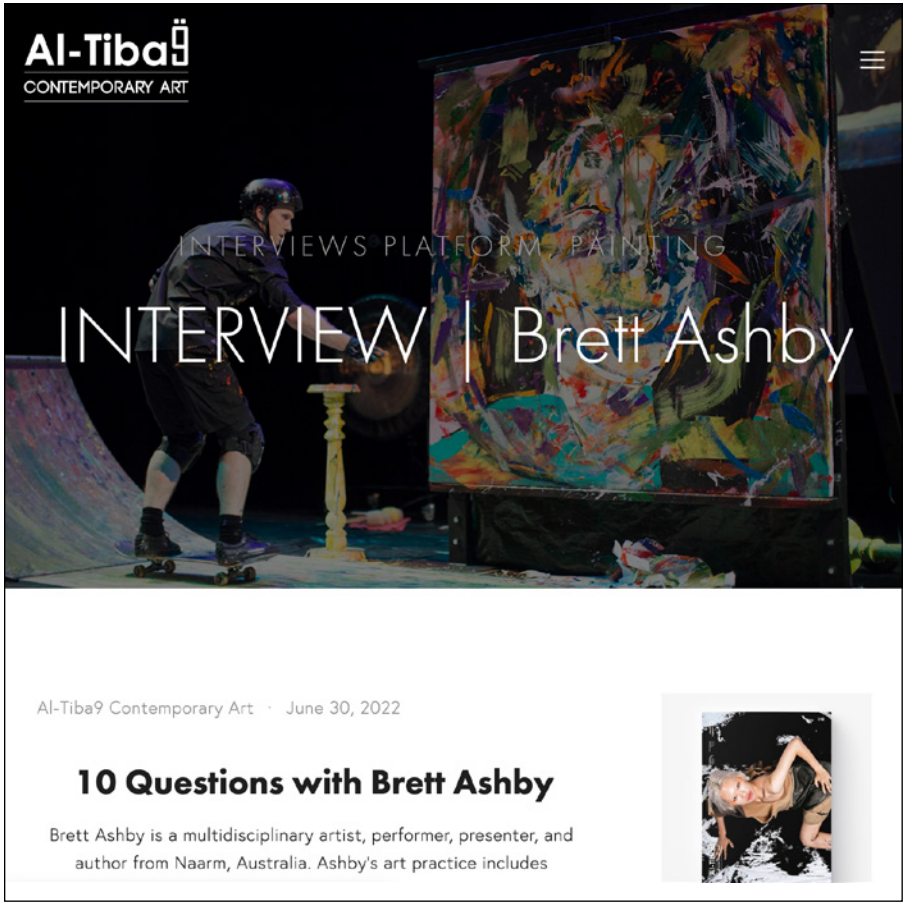 Al-Tiba9
CONTEMPORARY ART
INTERVIEWS PLATFORM, PAINTING
INTERVIEW | Brett Ashby
Al-Tiba9 Contemporary Art · June 30, 2022
10 Questions with Brett Ashby
Brett Ashby is a multidisciplinary artist, performer, presenter, and
author from Naarm, Australia. Ashby's art practice includes